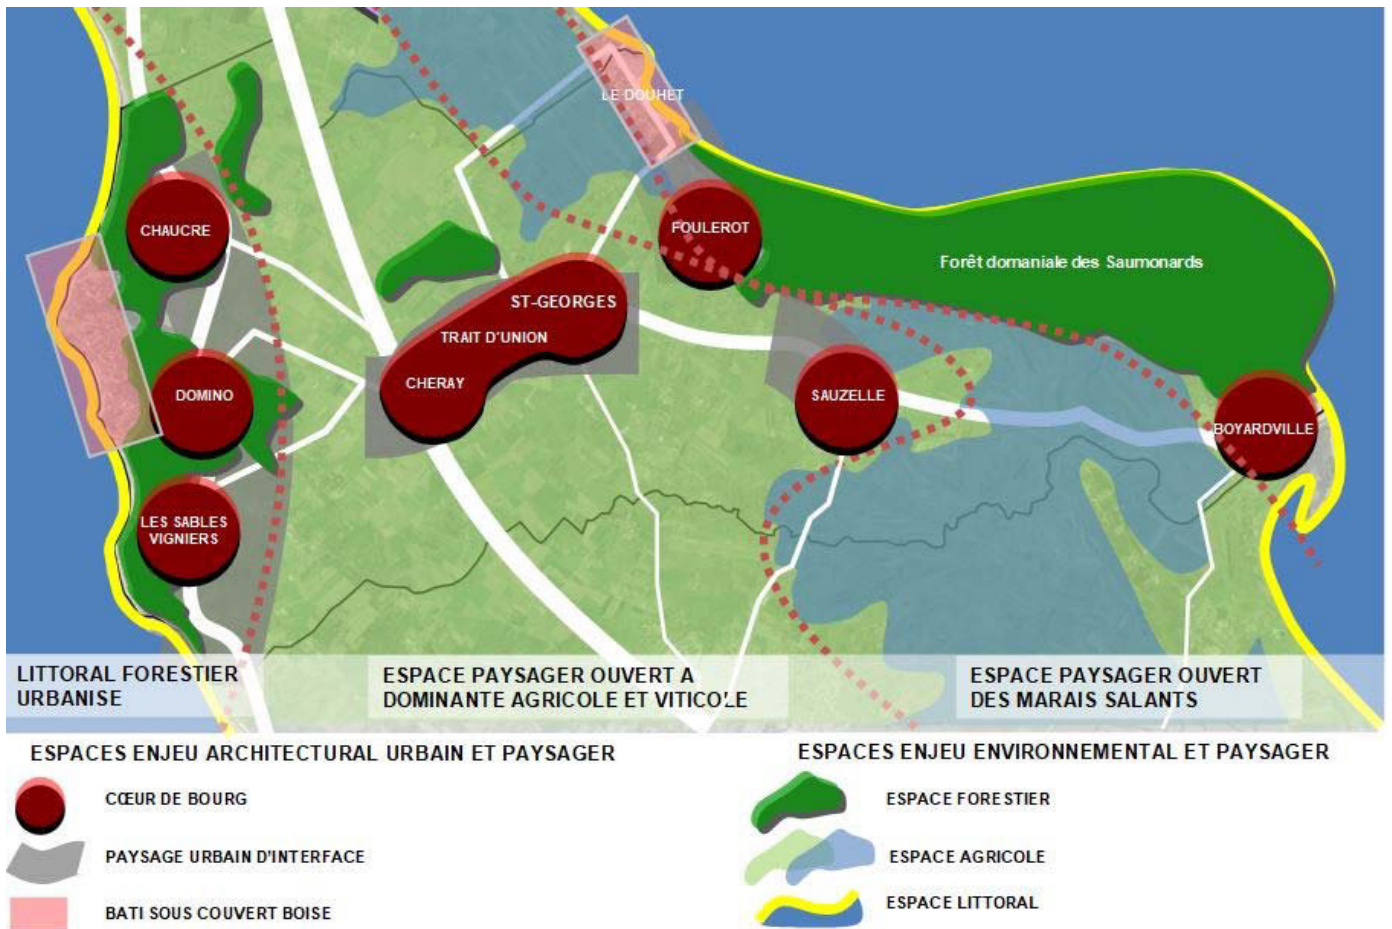 LE DOUHET
CHAUCRE
FOULEROT
Forêt domaniale des Saumonards
ST-GEORGES
TRAIT D'UNION
CHERAY
DOMINO
SAUZELLE
BOYARDVILLE
LES SABLES
VIGNIERS
LITTORAL FORESTIER
URBANISE
ESPACE PAYSAGER OUVERT A
DOMINANTE AGRICOLE ET VITICOLE
ESPACE PAYSAGER OUVERT
DES MARAIS SALANTS
ESPACES ENJEU ARCHITECTURAL URBAIN ET PAYSAGER
CŒUR DE BOURG
PAYSAGE URBAIN D'INTERFACE
BATI SOUS COUVERT BOISE
ESPACES ENJEU ENVIRONNEMENTAL ET PAYSAGER
ESPACE FORESTIER
ESPACE AGRICOLE
ESPACE LITTORAL